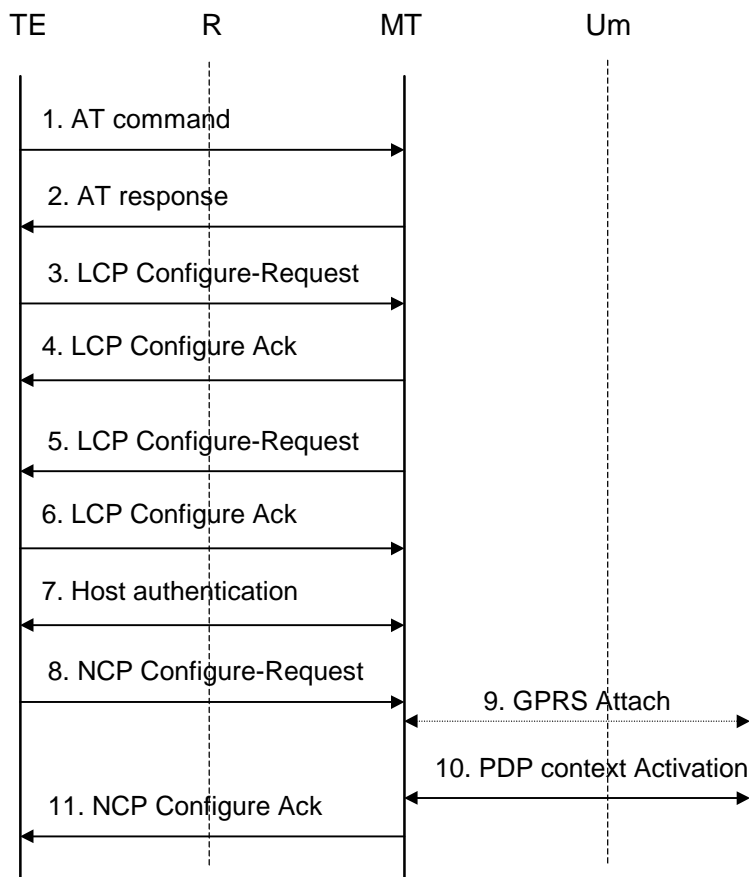 TE R MT Um
1. AT command
2. AT response
3. LCP Configure-Request
4. LCP Configure Ack
5. LCP Configure-Request
6. LCP Configure Ack
7. Host authentication
8. NCP Configure-Request
9. GPRS Attach
10. PDP context Activation
11. NCP Configure Ack